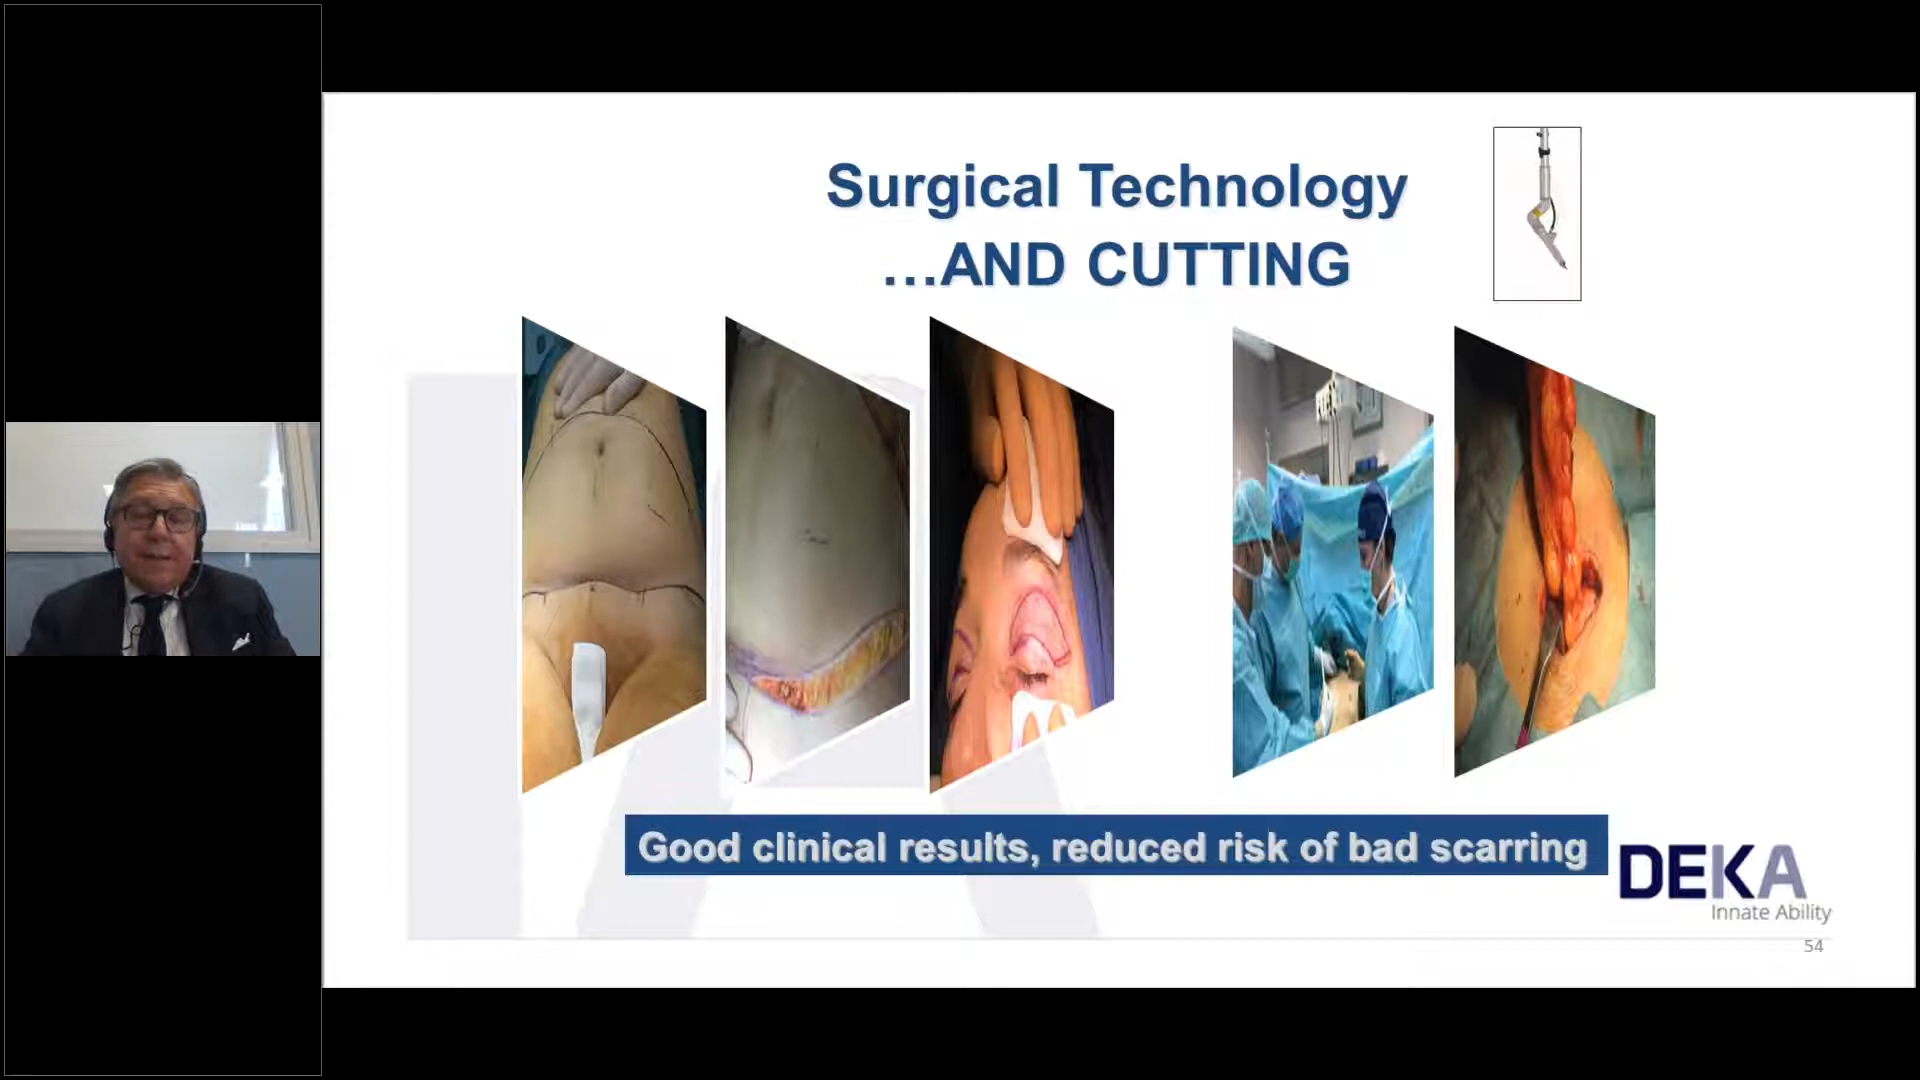 Surgical Technology
…AND CUTTING
Good clinical results, reduced risk of bad scarring
DEKA
Innate Ability
54